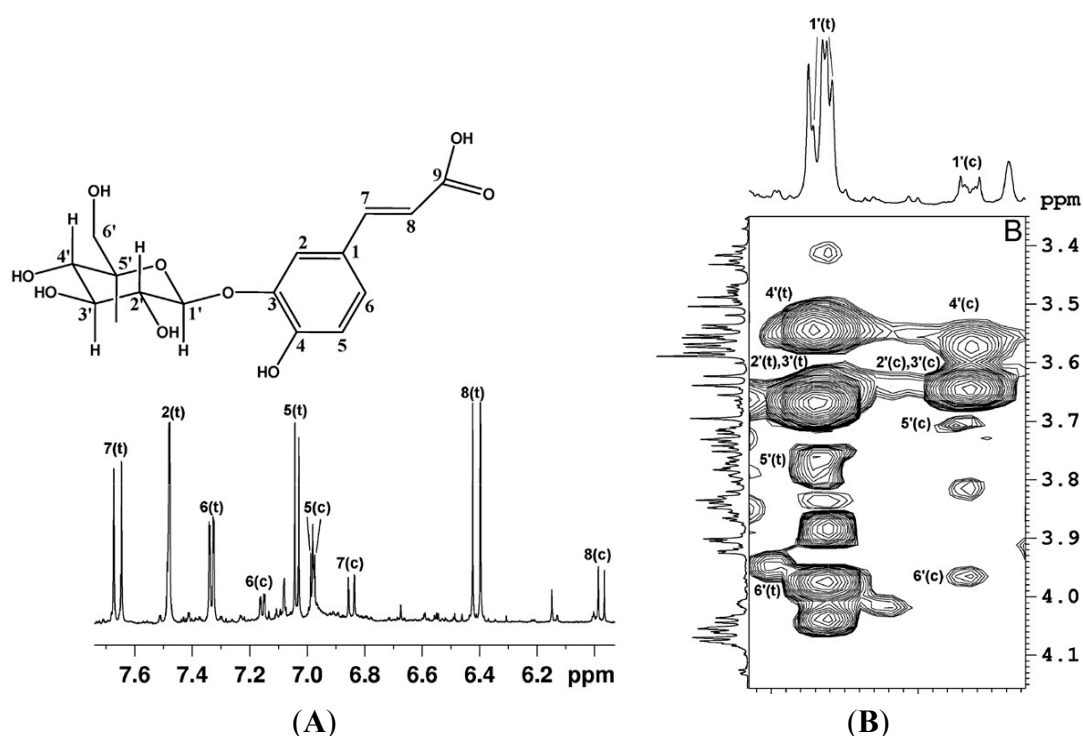 OH
O
9
7
8
OH
6'
H
4'
5'
O
H
HO
HO
3'
2'
OH
1'
H
H
O
2
1
3
6
4
5
HO
7(t)
2(t)
6(t)
6(c)
5(t)
5(c)
7(c)
8(t)
8(c)
7.6 7.4 7.2 7.0 6.8 6.6 6.4 6.2 ppm
(A)
1'(t)
1'(c)
ppm
B
4'(t)
4'(c)
2'(t),3'(t)
2'(c),3'(c)
5'(c)
5'(t)
6'(t)
6'(c)
3.4
3.5
3.6
3.7
3.8
3.9
4.0
4.1
(B)